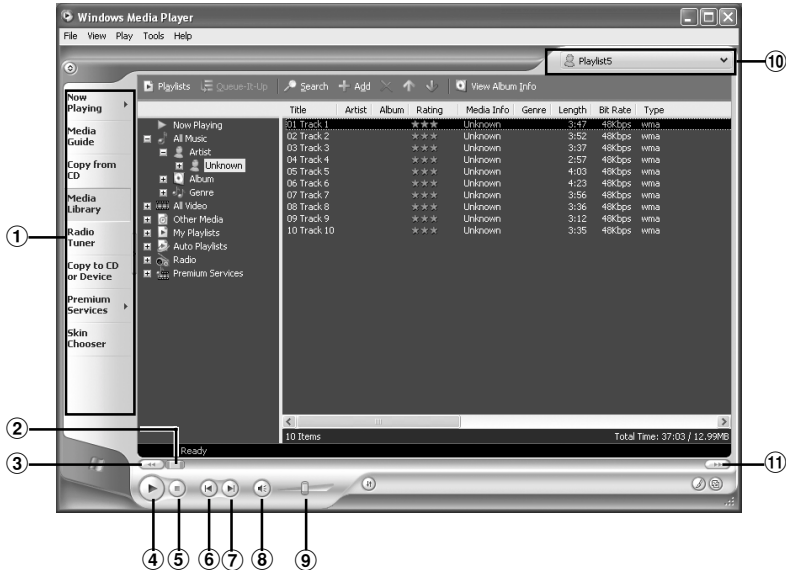 Windows Media Player
File View Play Tools Help
Playlist5
⑩
Playlists Queue-It-Up Search Add View Album Info
Now Playing
Media Guide
Copy from CD
Media Library
Radio Tuner
Copy to CD or Device
Premium Services
Skin Chooser
①
Now Playing
All Music
Artist
Unknown
Album
Genre
All Video
Other Media
My Playlists
Auto Playlists
Radio
Premium Services
Title Artist Album Rating Media Info Genre Length Bit Rate Type
01 Track 1 ★★★ Unknown 3:47 48Kbps wma
02 Track 2 ★★★ Unknown 3:52 48Kbps wma
03 Track 3 ★★★ Unknown 3:37 48Kbps wma
04 Track 4 ★★★ Unknown 2:57 48Kbps wma
05 Track 5 ★★★ Unknown 4:03 48Kbps wma
06 Track 6 ★★★ Unknown 4:23 48Kbps wma
07 Track 7 ★★★ Unknown 3:56 48Kbps wma
08 Track 8 ★★★ Unknown 3:36 48Kbps wma
09 Track 9 ★★★ Unknown 3:12 48Kbps wma
10 Track 10 ★★★ Unknown 3:35 48Kbps wma
10 Items Total Time: 37:03 / 12.99MB
Ready
②
③ ⑪
④ ⑤ ⑥ ⑦ ⑧ ⑨